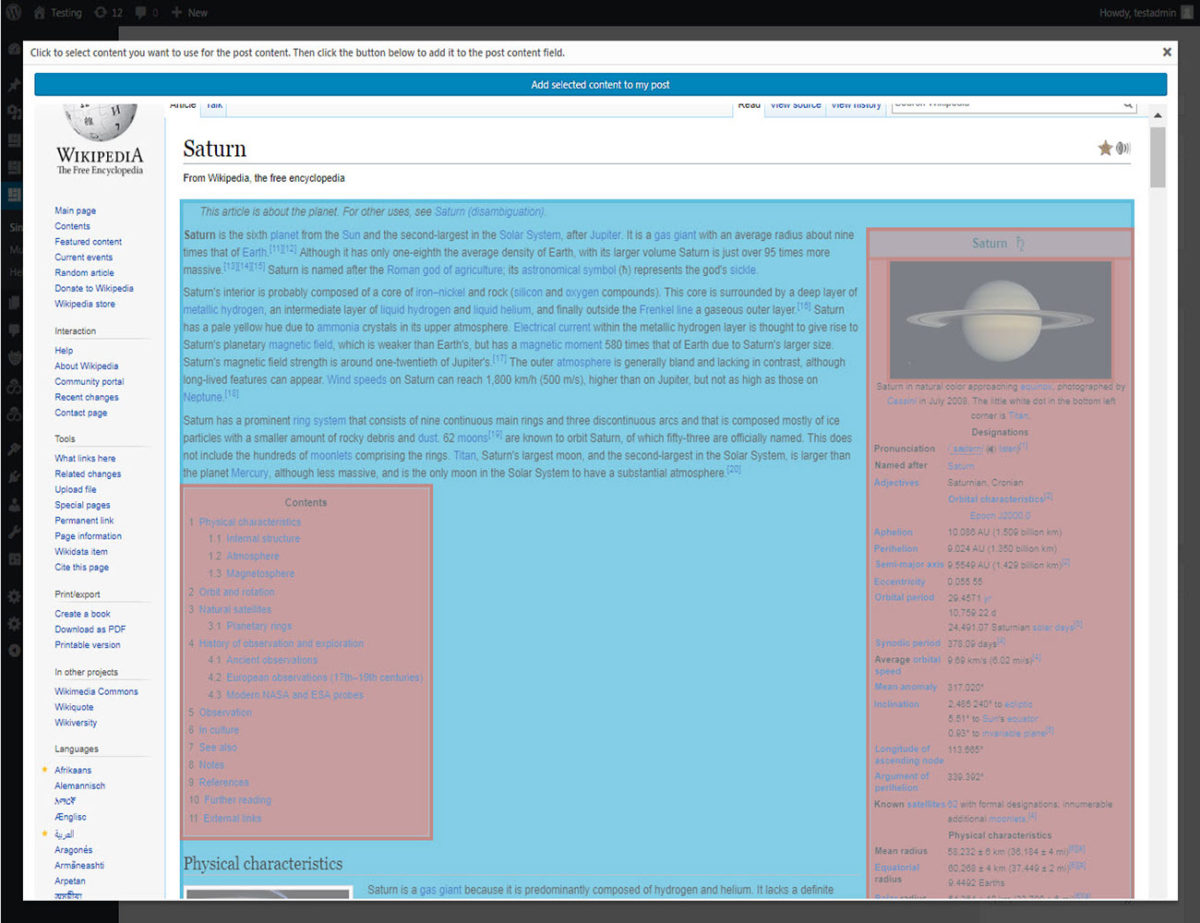 Testing 12 0 New
Howdy, testadmin
Click to select content you want to use for the post content. Then click the button below to add it to the post content field.
Add selected content to my post
Article Talk
Read View source View history
Search Wikipedia
WIKIPEDIA
The Free Encyclopedia
Main page
Contents
Featured content
Current events
Random article
Donate to Wikipedia
Wikipedia store
Interaction
Help
About Wikipedia
Community portal
Recent changes
Contact page
Tools
What links here
Related changes
Upload file
Special pages
Permanent link
Page information
Wikidata item
Cite this page
Print/export
Create a book
Download as PDF
Printable version
In other projects
Wikimedia Commons
Wikiquote
Wikiversity
Languages
Afrikaans
Alemannisch
አማርኛ
Ænglisc
العربية
Aragonés
Armãneashti
Arpetan
Saturn
From Wikipedia, the free encyclopedia
This article is about the planet. For other uses, see Saturn (disambiguation).
Saturn is the sixth planet from the Sun and the second-largest in the Solar System, after Jupiter. It is a gas giant with an average radius about nine
times that of Earth.[11][12] Although it has only one-eighth the average density of Earth, with its larger volume Saturn is just over 95 times more
massive.[13][14][15] Saturn is named after the Roman god of agriculture; its astronomical symbol (ħ) represents the god's sickle.
Saturn's interior is probably composed of a core of iron–nickel and rock (silicon and oxygen compounds). This core is surrounded by a deep layer of
metallic hydrogen, an intermediate layer of liquid hydrogen and liquid helium, and finally outside the Frenkel line a gaseous outer layer.[16] Saturn
has a pale yellow hue due to ammonia crystals in its upper atmosphere. Electrical current within the metallic hydrogen layer is thought to give rise to
Saturn's planetary magnetic field, which is weaker than Earth's, but has a magnetic moment 580 times that of Earth due to Saturn's larger size.
Saturn's magnetic field strength is around one-twentieth of Jupiter's.[17] The outer atmosphere is generally bland and lacking in contrast, although
long-lived features can appear. Wind speeds on Saturn can reach 1,800 km/h (500 m/s), higher than on Jupiter, but not as high as those on
Neptune.[18]
Saturn has a prominent ring system that consists of nine continuous main rings and three discontinuous arcs and that is composed mostly of ice
particles with a smaller amount of rocky debris and dust. 62 moons[19] are known to orbit Saturn, of which fifty-three are officially named. This does
not include the hundreds of moonlets comprising the rings. Titan, Saturn's largest moon, and the second-largest in the Solar System, is larger than
the planet Mercury, although less massive, and is the only moon in the Solar System to have a substantial atmosphere.[20]
Contents
1 Physical characteristics
1.1 Internal structure
1.2 Atmosphere
1.3 Magnetosphere
2 Orbit and rotation
3 Natural satellites
3.1 Planetary rings
4 History of observation and exploration
4.1 Ancient observations
4.2 European observations (17th–19th centuries)
4.3 Modern NASA and ESA probes
5 Observation
6 In culture
7 See also
8 Notes
9 References
10 Further reading
11 External links
Physical characteristics
Saturn is a gas giant because it is predominantly composed of hydrogen and helium. It lacks a definite
Saturn ♄
Saturn in natural color approaching equinox, photographed by
Cassini in July 2008. The little white dot in the bottom left
corner is Titan.
Designations
Pronunciation
Named after Saturn
Adjectives Saturnian, Cronian
Orbital characteristics[2]
Epoch J2000.0
Aphelion 10.086 AU (1.509 billion km)
Perihelion 9.024 AU (1.350 billion km)
Semi-major axis 9.5549 AU (1.429 billion km)
Eccentricity 0.055 55
Orbital period 29.4571 yr
10,759.22 d
24,491.07 Saturnian solar days
Synodic period 378.09 days
Average orbital 9.69 km/s (6.02 mi/s)
speed
Mean anomaly 317.020°
Inclination 2.485 240° to ecliptic
5.51° to Sun's equator
0.93° to invariable plane
Longitude of 113.665°
ascending node
Argument of 339.392°
perihelion
Known satellites 62 with formal designations; innumerable
additional moonlets.
Physical characteristics
Mean radius 58,232 ± 6 km (36,184 ± 4 mi)
Equatorial 60,268 ± 4 km (37,449 ± 2 mi)
radius
9.4492 Earths